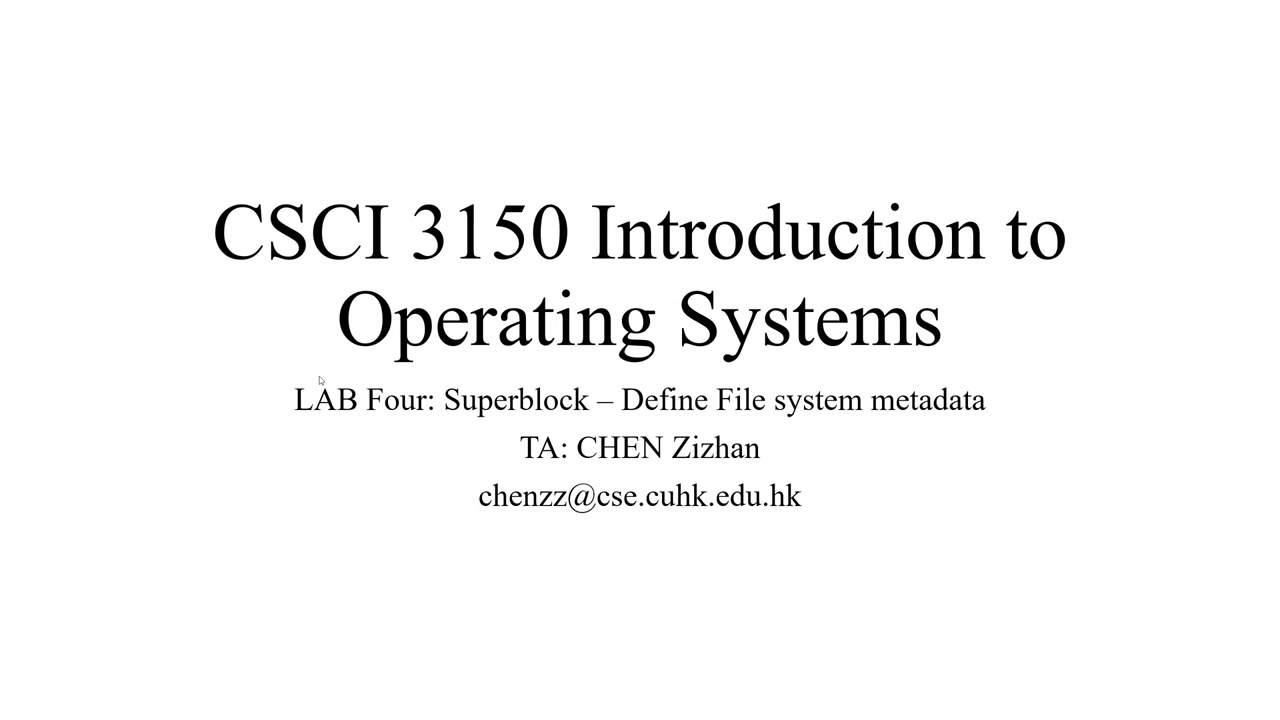 CSCI 3150 Introduction to
Operating Systems
LAB Four: Superblock – Define File system metadata
TA: CHEN Zizhan
chenzz@cse.cuhk.edu.hk